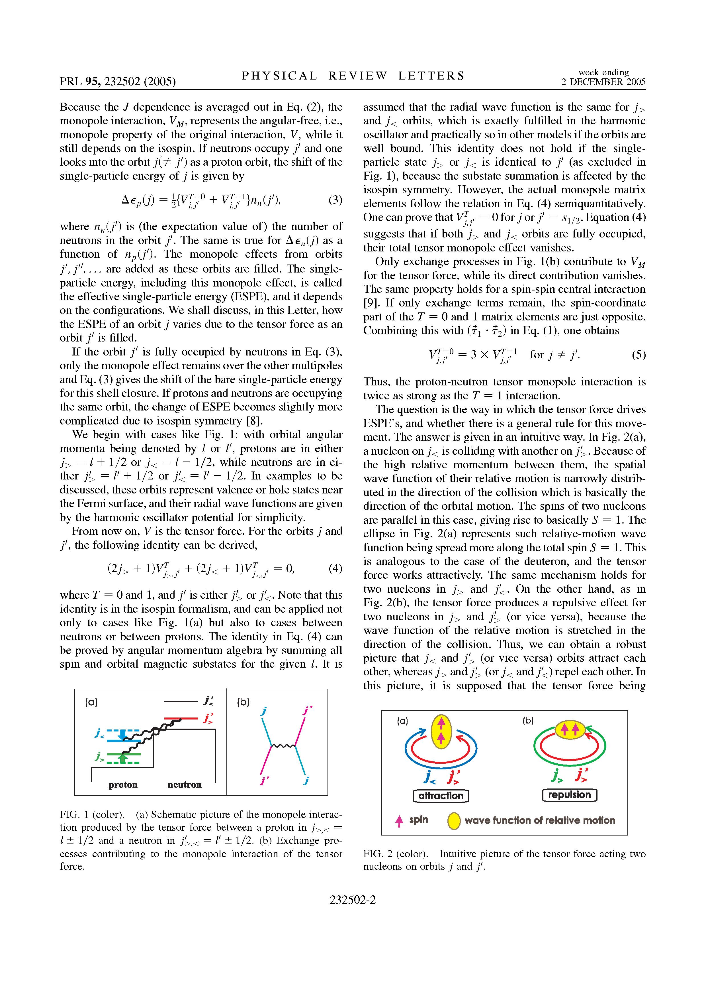 PRL 95, 232502 (2005)
PHYSICAL REVIEW LETTERS
week ending
2 DECEMBER 2005
Because the J dependence is averaged out in Eq. (2), the
monopole interaction, V_M, represents the angular-free, i.e.,
monopole property of the original interaction, V, while it
still depends on the isospin. If neutrons occupy j′ and one
looks into the orbit j(≠ j′) as a proton orbit, the shift of the
single-particle energy of j is given by
Δϵ_p(j) = ½{V_{j,j′}^{T=0} + V_{j,j′}^{T=1}}n_n(j′), (3)
where n_n(j′) is (the expectation value of) the number of
neutrons in the orbit j′. The same is true for Δϵ_n(j) as a
function of n_p(j′). The monopole effects from orbits
j′, j″, ... are added as these orbits are filled. The single-
particle energy, including this monopole effect, is called
the effective single-particle energy (ESPE), and it depends
on the configurations. We shall discuss, in this Letter, how
the ESPE of an orbit j varies due to the tensor force as an
orbit j′ is filled.
If the orbit j′ is fully occupied by neutrons in Eq. (3),
only the monopole effect remains over the other multipoles
and Eq. (3) gives the shift of the bare single-particle energy
for this shell closure. If protons and neutrons are occupying
the same orbit, the change of ESPE becomes slightly more
complicated due to isospin symmetry [8].
We begin with cases like Fig. 1: with orbital angular
momenta being denoted by l or l′, protons are in either
j_> = l + 1/2 or j_< = l − 1/2, while neutrons are in ei-
ther j′_> = l′ + 1/2 or j′_< = l′ − 1/2. In examples to be
discussed, these orbits represent valence or hole states near
the Fermi surface, and their radial wave functions are given
by the harmonic oscillator potential for simplicity.
From now on, V is the tensor force. For the orbits j and
j′, the following identity can be derived,
(2j_> + 1)V^T_{j_>,j′} + (2j_< + 1)V^T_{j_<,j′} = 0, (4)
where T = 0 and 1, and j′ is either j′_> or j′_<. Note that this
identity is in the isospin formalism, and can be applied not
only to cases like Fig. 1(a) but also to cases between
neutrons or between protons. The identity in Eq. (4) can
be proved by angular momentum algebra by summing all
spin and orbital magnetic substates for the given l. It is
(a)
j'<
j'>
j<
j>
proton
neutron
(b)
j
j'
j'
j
FIG. 1 (color). (a) Schematic picture of the monopole interac-
tion produced by the tensor force between a proton in j_{>,<} =
l ± 1/2 and a neutron in j′_{>,<} = l′ ± 1/2. (b) Exchange pro-
cesses contributing to the monopole interaction of the tensor
force.
assumed that the radial wave function is the same for j_>
and j_< orbits, which is exactly fulfilled in the harmonic
oscillator and practically so in other models if the orbits are
well bound. This identity does not hold if the single-
particle state j_> or j_< is identical to j′ (as excluded in
Fig. 1), because the substate summation is affected by the
isospin symmetry. However, the actual monopole matrix
elements follow the relation in Eq. (4) semiquantitatively.
One can prove that V^T_{j,j′} = 0 for j or j′ = s_{1/2}. Equation (4)
suggests that if both j_> and j_< orbits are fully occupied,
their total tensor monopole effect vanishes.
Only exchange processes in Fig. 1(b) contribute to V_M
for the tensor force, while its direct contribution vanishes.
The same property holds for a spin-spin central interaction
[9]. If only exchange terms remain, the spin-coordinate
part of the T = 0 and 1 matrix elements are just opposite.
Combining this with (τ⃗₁ · τ⃗₂) in Eq. (1), one obtains
V_{j,j′}^{T=0} = 3 × V_{j,j′}^{T=1} for j ≠ j′. (5)
Thus, the proton-neutron tensor monopole interaction is
twice as strong as the T = 1 interaction.
The question is the way in which the tensor force drives
ESPE's, and whether there is a general rule for this move-
ment. The answer is given in an intuitive way. In Fig. 2(a),
a nucleon on j_< is colliding with another on j′_>. Because of
the high relative momentum between them, the spatial
wave function of their relative motion is narrowly distrib-
uted in the direction of the collision which is basically the
direction of the orbital motion. The spins of two nucleons
are parallel in this case, giving rise to basically S = 1. The
ellipse in Fig. 2(a) represents such relative-motion wave
function being spread more along the total spin S = 1. This
is analogous to the case of the deuteron, and the tensor
force works attractively. The same mechanism holds for
two nucleons in j_> and j′_<. On the other hand, as in
Fig. 2(b), the tensor force produces a repulsive effect for
two nucleons in j_> and j′_> (or vice versa), because the
wave function of the relative motion is stretched in the
direction of the collision. Thus, we can obtain a robust
picture that j_< and j′_> (or vice versa) orbits attract each
other, whereas j_> and j′_> (or j_< and j′_<) repel each other. In
this picture, it is supposed that the tensor force being
(a)
j< j'>
attraction
(b)
j> j'>
repulsion
spin
wave function of relative motion
FIG. 2 (color). Intuitive picture of the tensor force acting two
nucleons on orbits j and j′.
232502-2